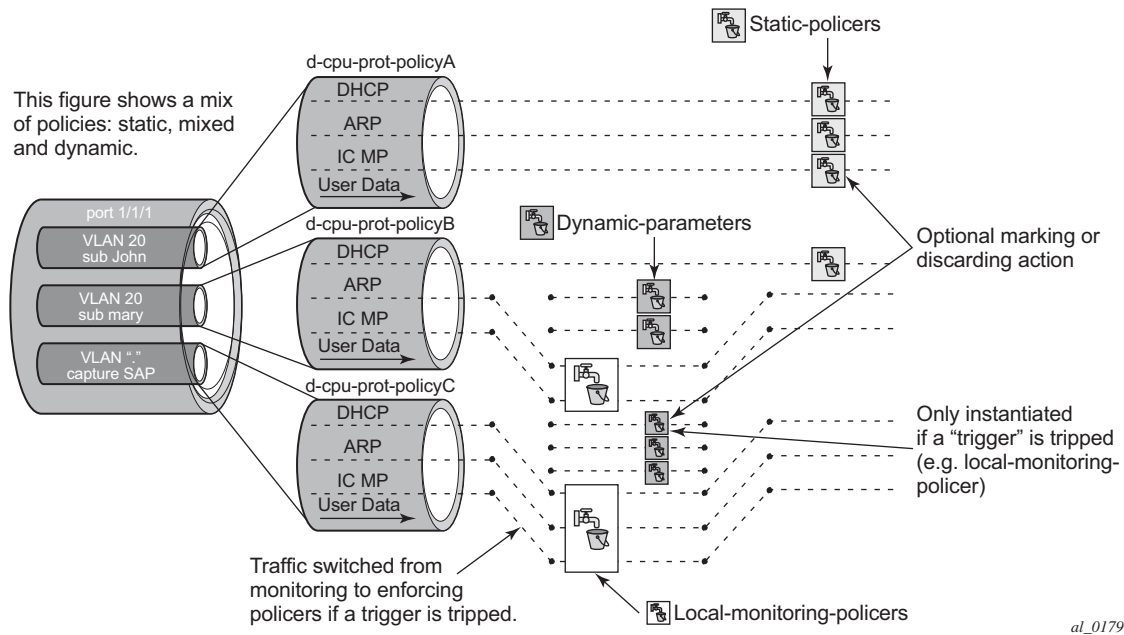 Static-policers
d-cpu-prot-policyA
DHCP
ARP
IC MP
User Data
This figure shows a mix
of policies: static, mixed
and dynamic.
port 1/1/1
VLAN 20
sub John
VLAN 20
sub mary
VLAN “.”
capture SAP
d-cpu-prot-policyB
DHCP
ARP
IC MP
User Data
Dynamic-parameters
Optional marking or
discarding action
d-cpu-prot-policyC
DHCP
ARP
IC MP
User Data
Only instantiated
if a “trigger” is tripped
(e.g. local-monitoring-
policer)
Traffic switched from
monitoring to enforcing
policers if a trigger is tripped.
Local-monitoring-policers
al_0179